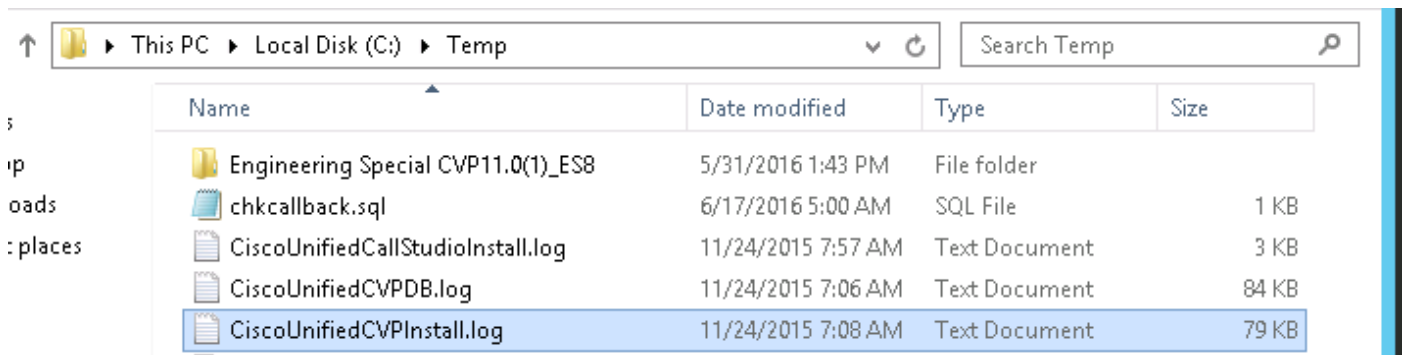 This PC Local Disk (C:) Temp Search Temp
Name Date modified Type Size
s
Engineering Special CVP11.0(1)_ES8 5/31/2016 1:43 PM File folder
op
chkcallback.sql 6/17/2016 5:00 AM SQL File 1 KB
oads
CiscoUnifiedCallStudioInstall.log 11/24/2015 7:57 AM Text Document 3 KB
places
CiscoUnifiedCVPDB.log 11/24/2015 7:06 AM Text Document 84 KB
CiscoUnifiedCVPInstall.log 11/24/2015 7:08 AM Text Document 79 KB